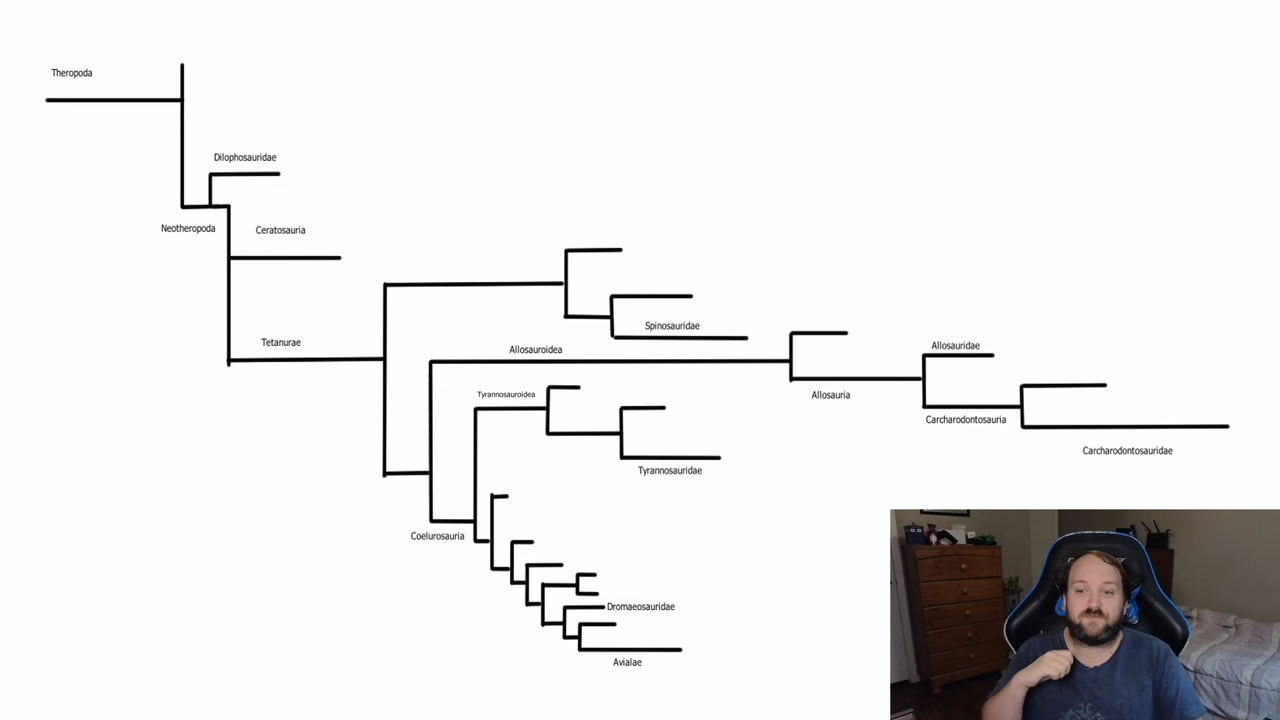 Theropoda
Dilophosauridae
Neotheropoda
Ceratosauria
Spinosauridae
Tetanurae
Allosauroidea
Allosauridae
Tyrannosauroidea
Allosauria
Carcharodontosauria
Carcharodontosauridae
Tyrannosauridae
Coelurosauria
Dromaeosauridae
Avialae